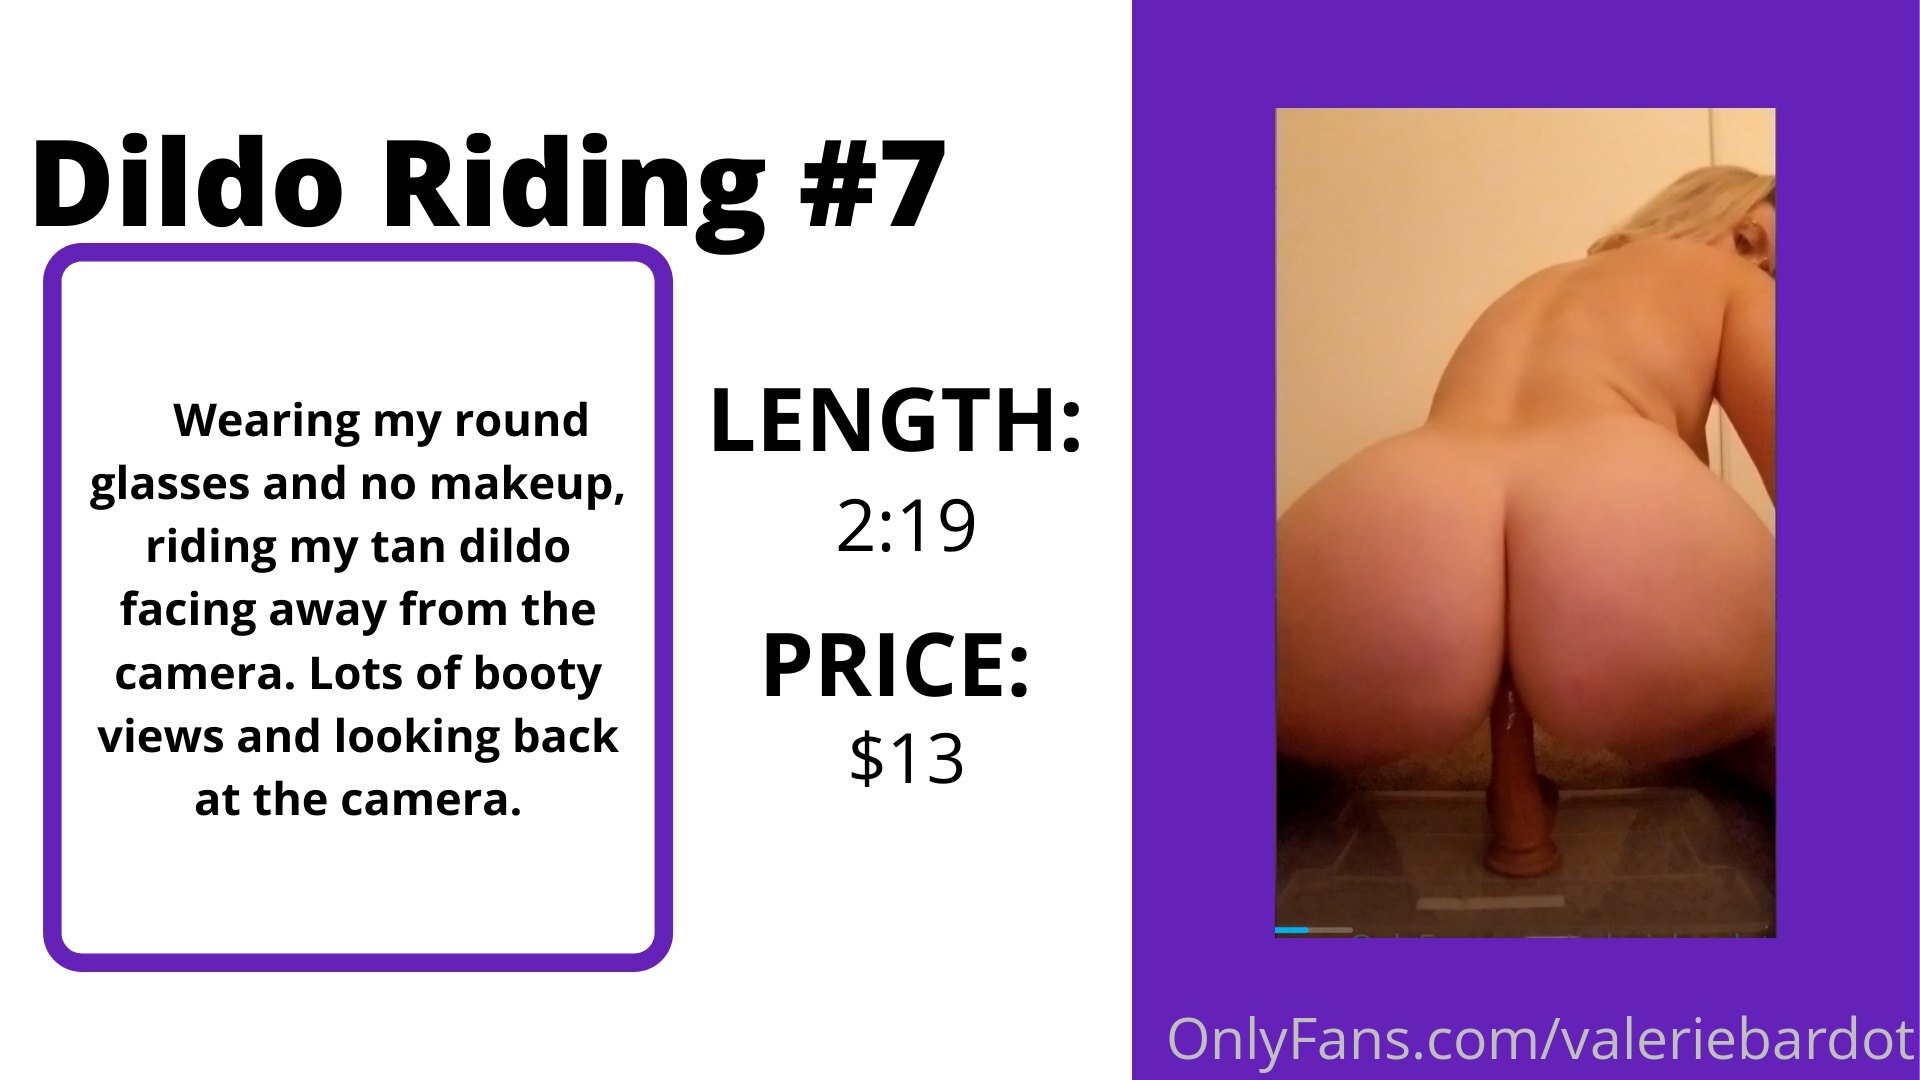 Dildo Riding #7
Wearing my round
glasses and no makeup,
riding my tan dildo
facing away from the
camera. Lots of booty
views and looking back
at the camera.
LENGTH:
2:19
PRICE:
$13
OnlyFans.com/valeriebardot